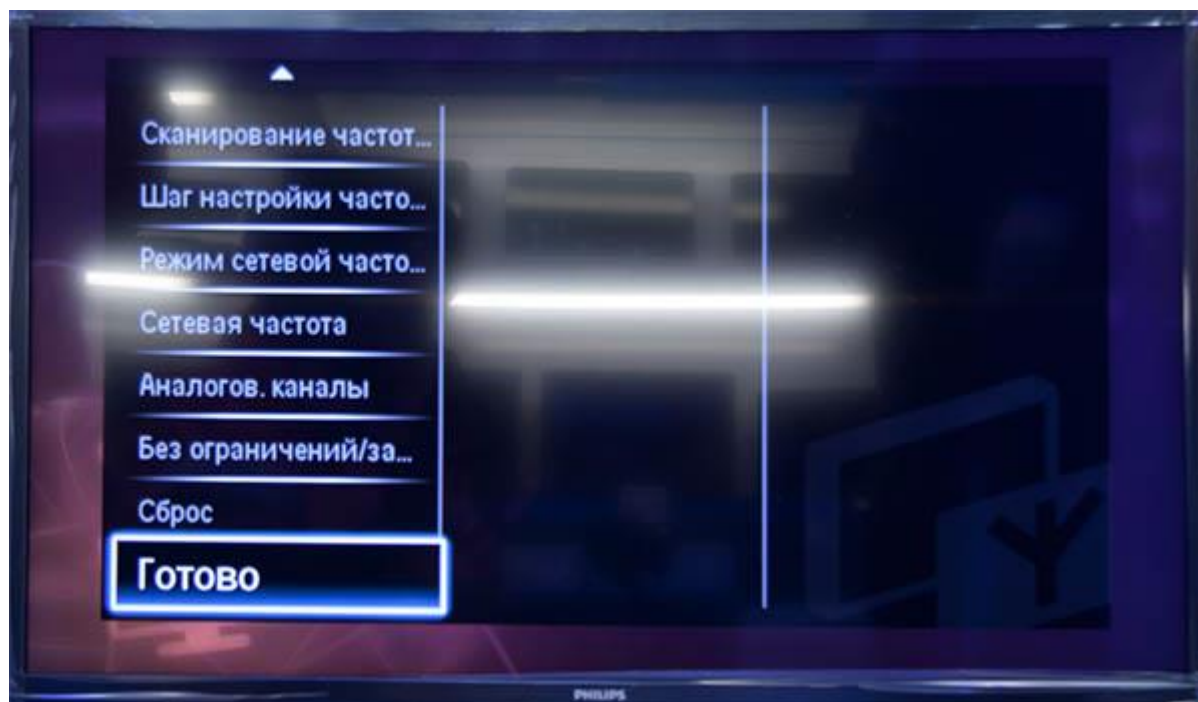 Сканирование частот...
Шаг настройки часто...
Режим сетевой часто...
Сетевая частота
Аналогов. каналы
Без ограничений/за...
Сброс
Готово
PHILIPS